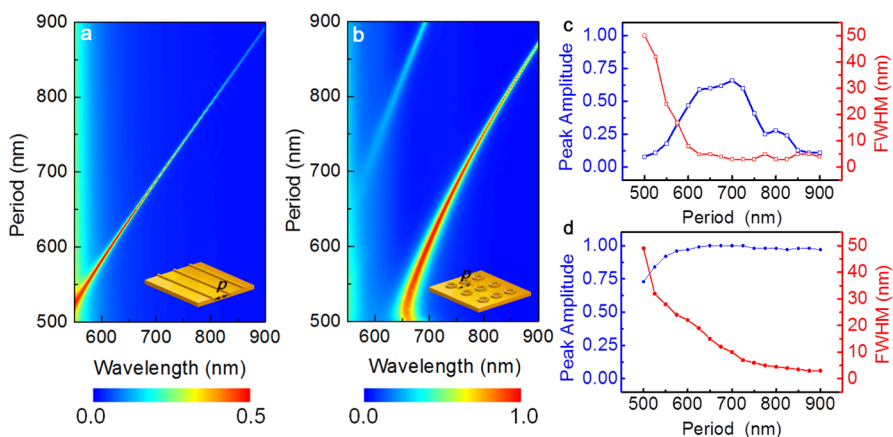 a
900
800
700
600
500
Period (nm)
p
600 700 800 900
Wavelength (nm)
0.0 0.5
b
900
800
700
600
500
Period (nm)
p
600 700 800 900
Wavelength (nm)
0.0 1.0
c
1.00
0.75
0.50
0.25
0.00
Peak Amplitude
50
40
30
20
10
0
FWHM (nm)
500 600 700 800 900
Period (nm)
d
1.00
0.75
0.50
0.25
0.00
Peak Amplitude
50
40
30
20
10
0
FWHM (nm)
500 600 700 800 900
Period (nm)